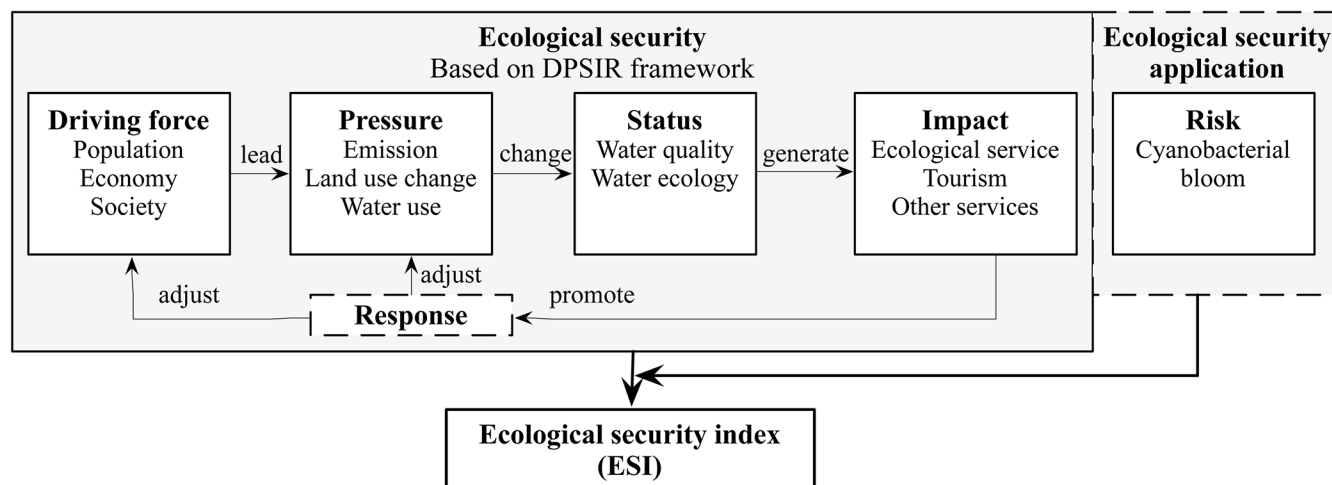 Ecological security
Based on DPSIR framework
Ecological security
application
Driving force
Population
Economy
Society
lead
Pressure
Emission
Land use change
Water use
change
Status
Water quality
Water ecology
generate
Impact
Ecological service
Tourism
Other services
Risk
Cyanobacterial
bloom
adjust
adjust
Response
promote
Ecological security index
(ESI)